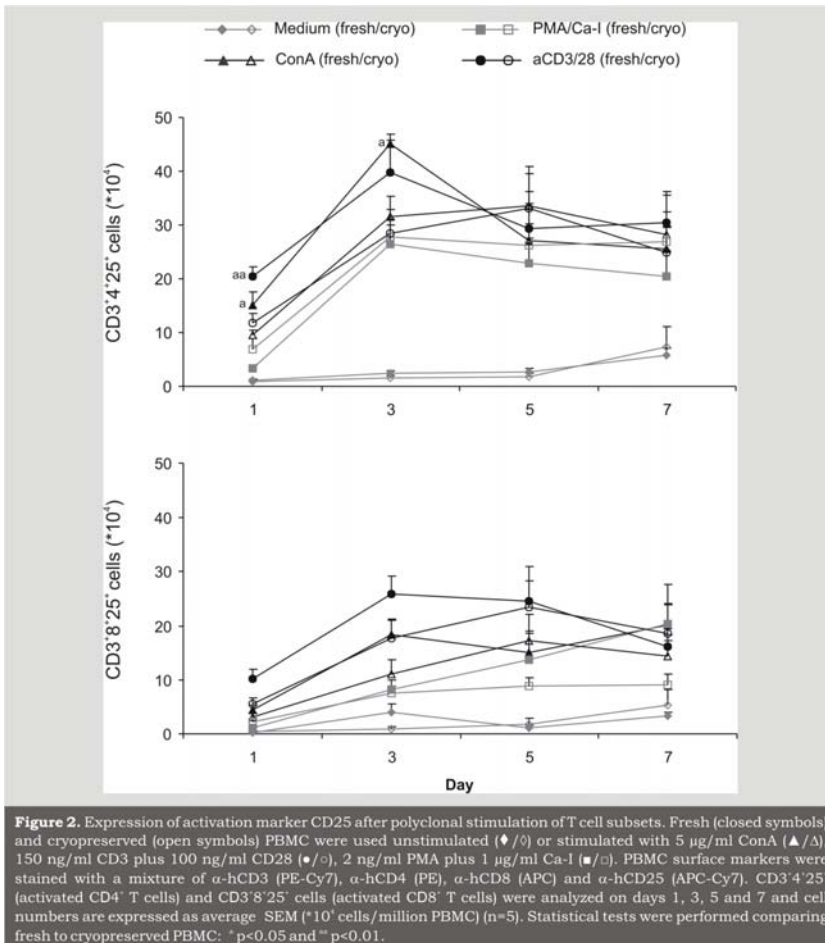 Medium (fresh/cryo) PMA/Ca-I (fresh/cryo)
ConA (fresh/cryo) aCD3/28 (fresh/cryo)
CD3⁺4⁺25⁺ cells (*10⁴)
50
40
30
20
10
0
a
aa
a
1 3 5 7
CD3⁺8⁺25⁺ cells (*10⁴)
50
40
30
20
10
0
1 3 5 7
Day
Figure 2. Expression of activation marker CD25 after polyclonal stimulation of T cell subsets. Fresh (closed symbols)
and cryopreserved (open symbols) PBMC were used unstimulated (♦/◊) or stimulated with 5 µg/ml ConA (▲/Δ),
150 ng/ml CD3 plus 100 ng/ml CD28 (●/○), 2 ng/ml PMA plus 1 µg/ml Ca-I (■/□). PBMC surface markers were
stained with a mixture of α-hCD3 (PE-Cy7), α-hCD4 (PE), α-hCD8 (APC) and α-hCD25 (APC-Cy7). CD3⁺4⁺25⁺
(activated CD4⁺ T cells) and CD3⁺8⁺25⁺ cells (activated CD8⁺ T cells) were analyzed on days 1, 3, 5 and 7 and cell
numbers are expressed as average SEM (*10⁴ cells/million PBMC) (n=5). Statistical tests were performed comparing
fresh to cryopreserved PBMC: ᵃ p<0.05 and ᵃᵃ p<0.01.